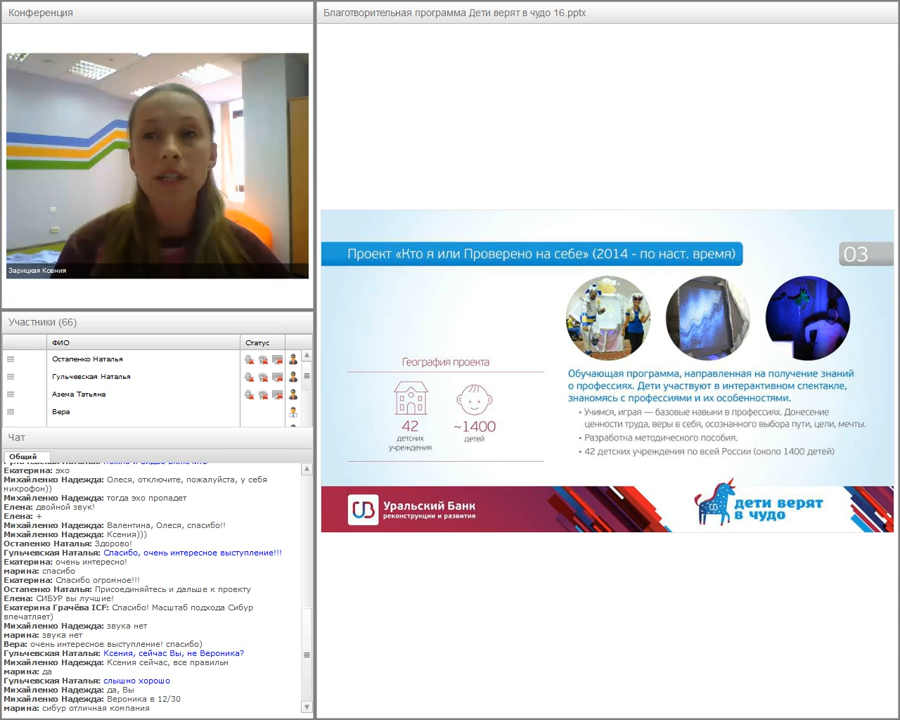 Конференция
Зарицкая Ксения
Участники (66)
ФИО
Статус
Остапенко Наталья
Гульчевская Наталья
Азема Татьяна
Вера
Чат
Общий
Екатерина: эхо
Михайленко Надежда: Олеся, отключите, пожалуйста, у себя
микрофон))
Михайленко Надежда: тогда эхо пропадет
Елена: двойной звук!
Елена: +
Михайленко Надежда: Валентина, Олеся, спасибо!!
Михайленко Надежда: Ксения)))
Остапенко Наталья: Здорово!
Гульчевская Наталья: Спасибо, очень интересное выступление!!!
Екатерина: очень интересно!
марина: спасибо
Екатерина: Спасибо огромное!!!
Остапенко Наталья: Присоединяйтесь и дальше к проекту
Елена: СИБУР вы лучшие!
Екатерина Грачёва ICF: Спасибо! Масштаб подхода Сибур
впечатляет)
Михайленко Надежда: звука нет
марина: звука нет
Вера: очень интересное выступление! спасибо)
Гульчевская Наталья: Ксения, сейчас Вы, не Вероника?
Михайленко Надежда: Ксения сейчас, все правильн
марина: да
Гульчевская Наталья: слышно хорошо
Михайленко Надежда: да, Вы
Михайленко Надежда: Вероника в 12/30
марина: сибур отличная компания
Благотворительная программа Дети верят в чудо 16.pptx
Проект «Кто я или Проверено на себе» (2014 - по наст. время)
03
География проекта
42
детских
учреждения
~1400
детей
Обучающая программа, направленная на получение знаний
о профессиях. Дети участвуют в интерактивном спектакле,
знакомясь с профессиями и их особенностями.
• Учимся, играя — базовые навыки в профессиях. Донесение
ценности труда, веры в себя, осознанного выбора пути, цели, мечты.
• Разработка методического пособия.
• 42 детских учреждения по всей России (около 1400 детей)
Уральский Банк
реконструкции и развития
дети верят
в чудо